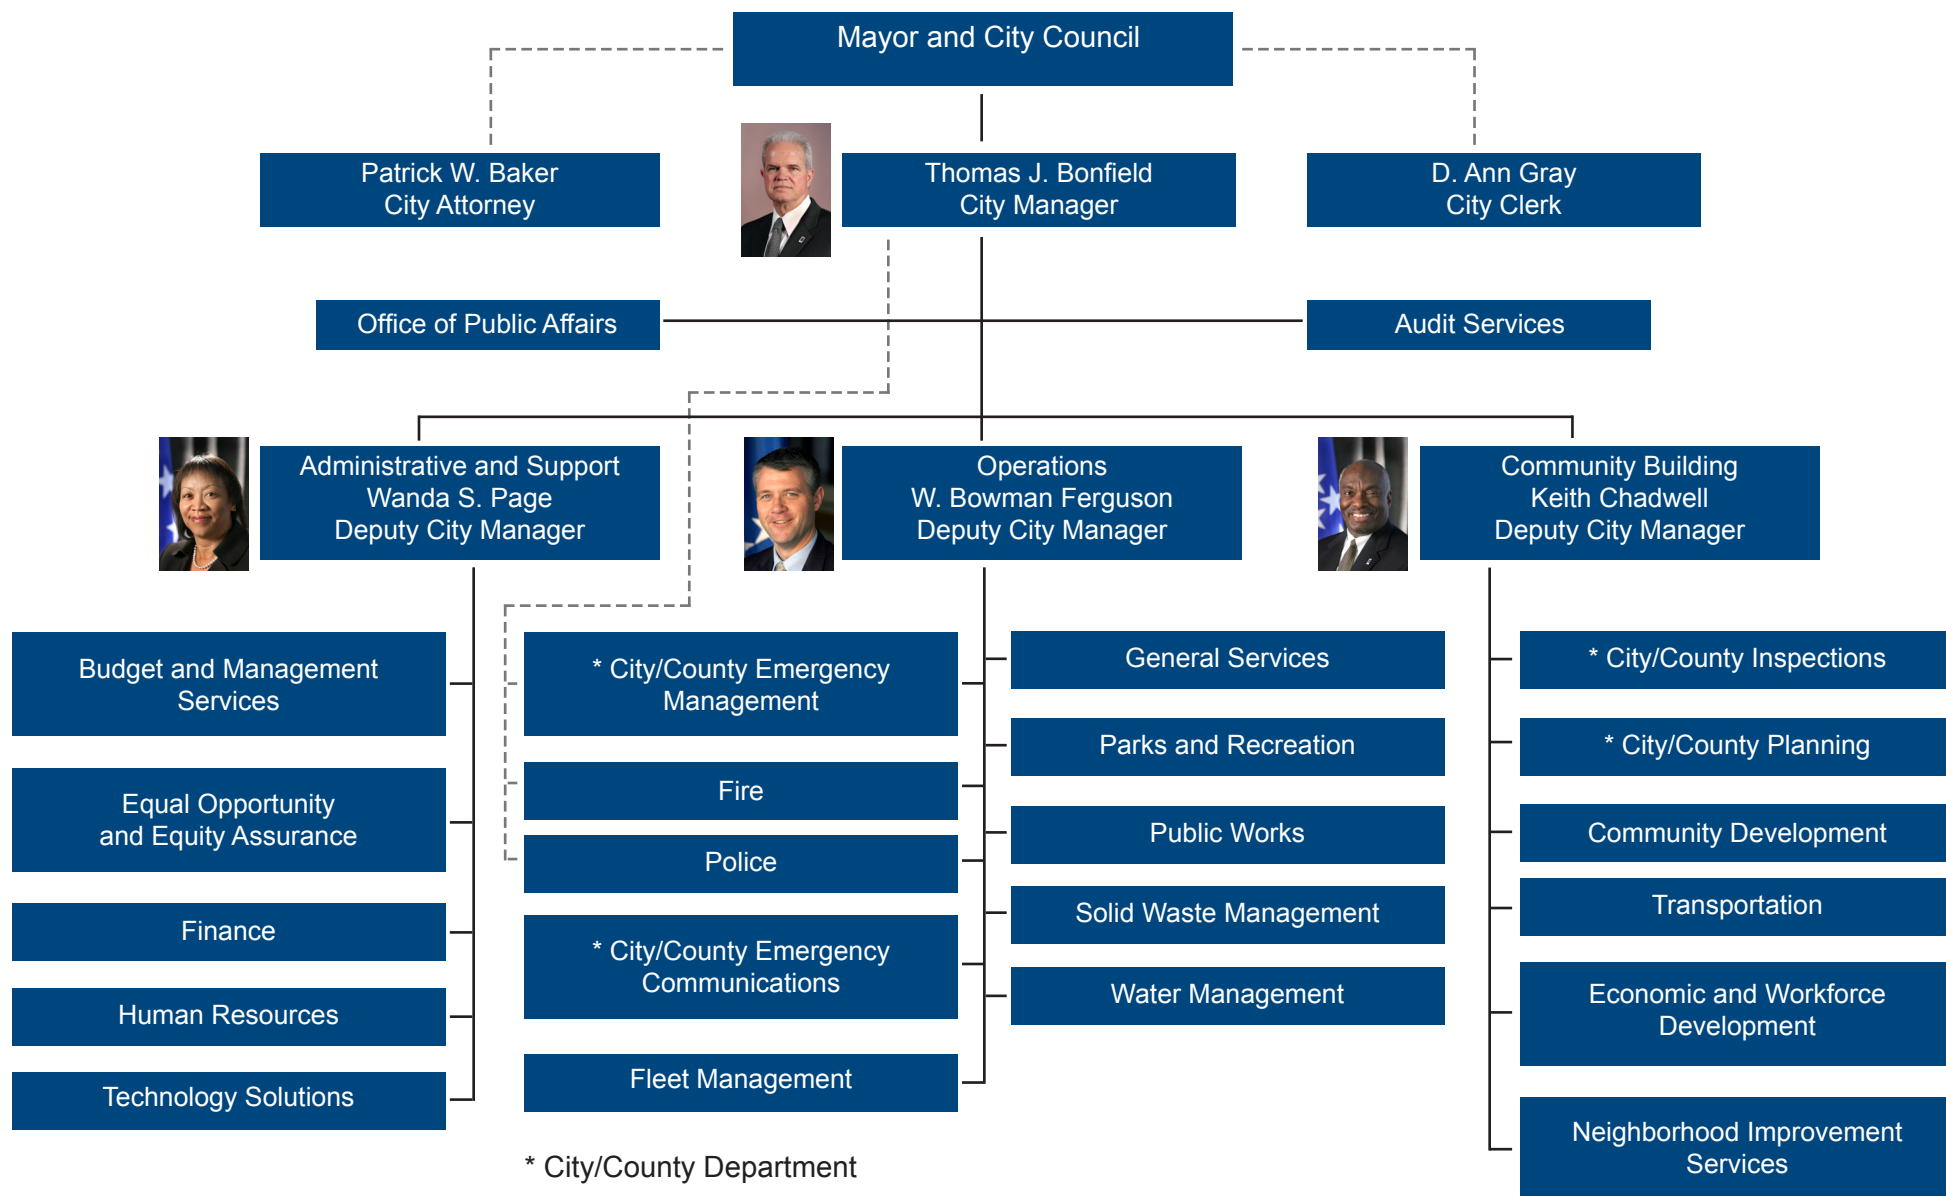 Mayor and City Council
Patrick W. Baker
City Attorney
Thomas J. Bonfield
City Manager
D. Ann Gray
City Clerk
Office of Public Affairs
Audit Services
Administrative and Support
Wanda S. Page
Deputy City Manager
Operations
W. Bowman Ferguson
Deputy City Manager
Community Building
Keith Chadwell
Deputy City Manager
Budget and Management
Services
Equal Opportunity
and Equity Assurance
Finance
Human Resources
Technology Solutions
* City/County Emergency
Management
Fire
Police
* City/County Emergency
Communications
Fleet Management
General Services
Parks and Recreation
Public Works
Solid Waste Management
Water Management
* City/County Inspections
* City/County Planning
Community Development
Transportation
Economic and Workforce
Development
Neighborhood Improvement
Services
* City/County Department